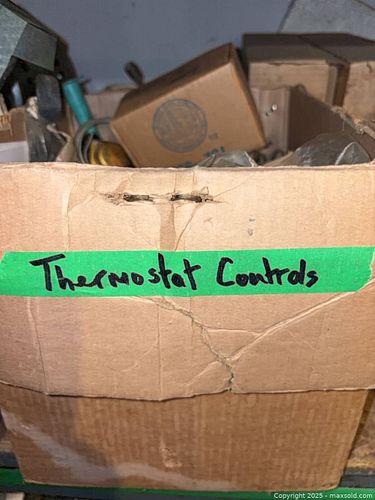 Thermostat Controls
Copyright 2025 - maxsold.com